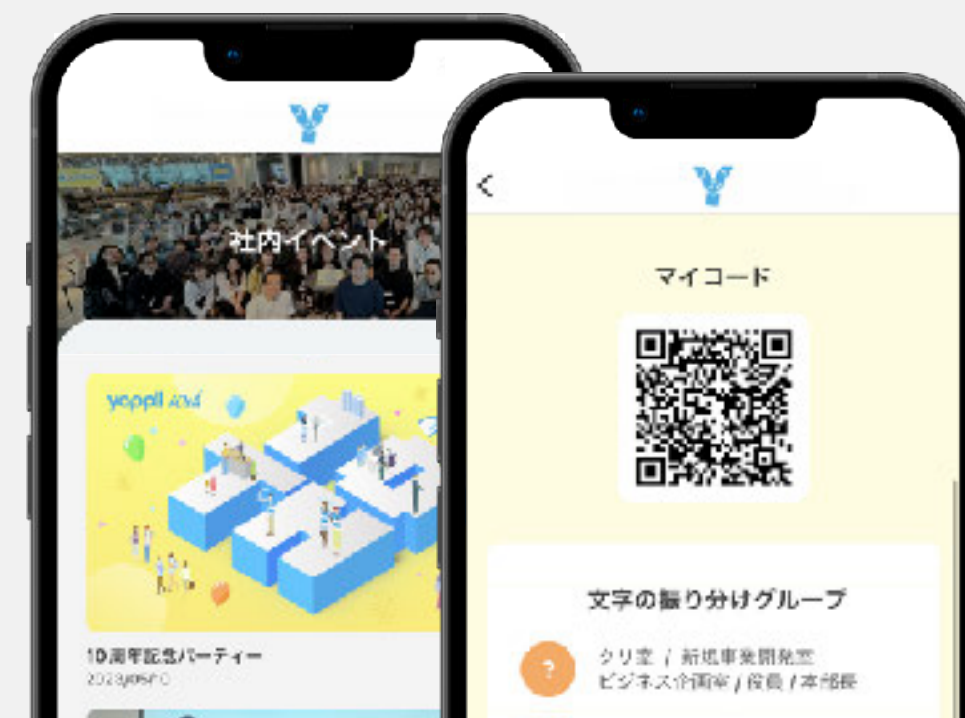 社内イベント
yappli
10周年記念パーティー
マイコード
文字の振り分けグループ
?
クリ室 / 新規事業開発室
ビジネス企画室 / 役員 / 本部長